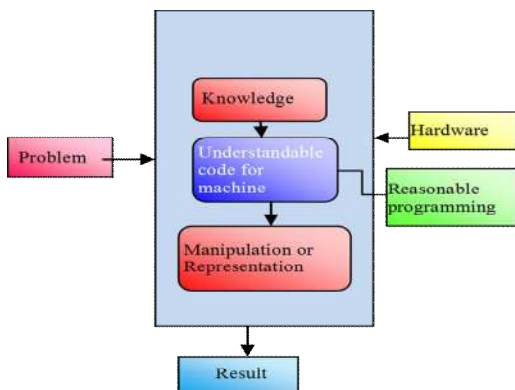 Knowledge
Problem
Understandable
code for
machine
Hardware
Reasonable
programming
Manipulation or
Representation
Result